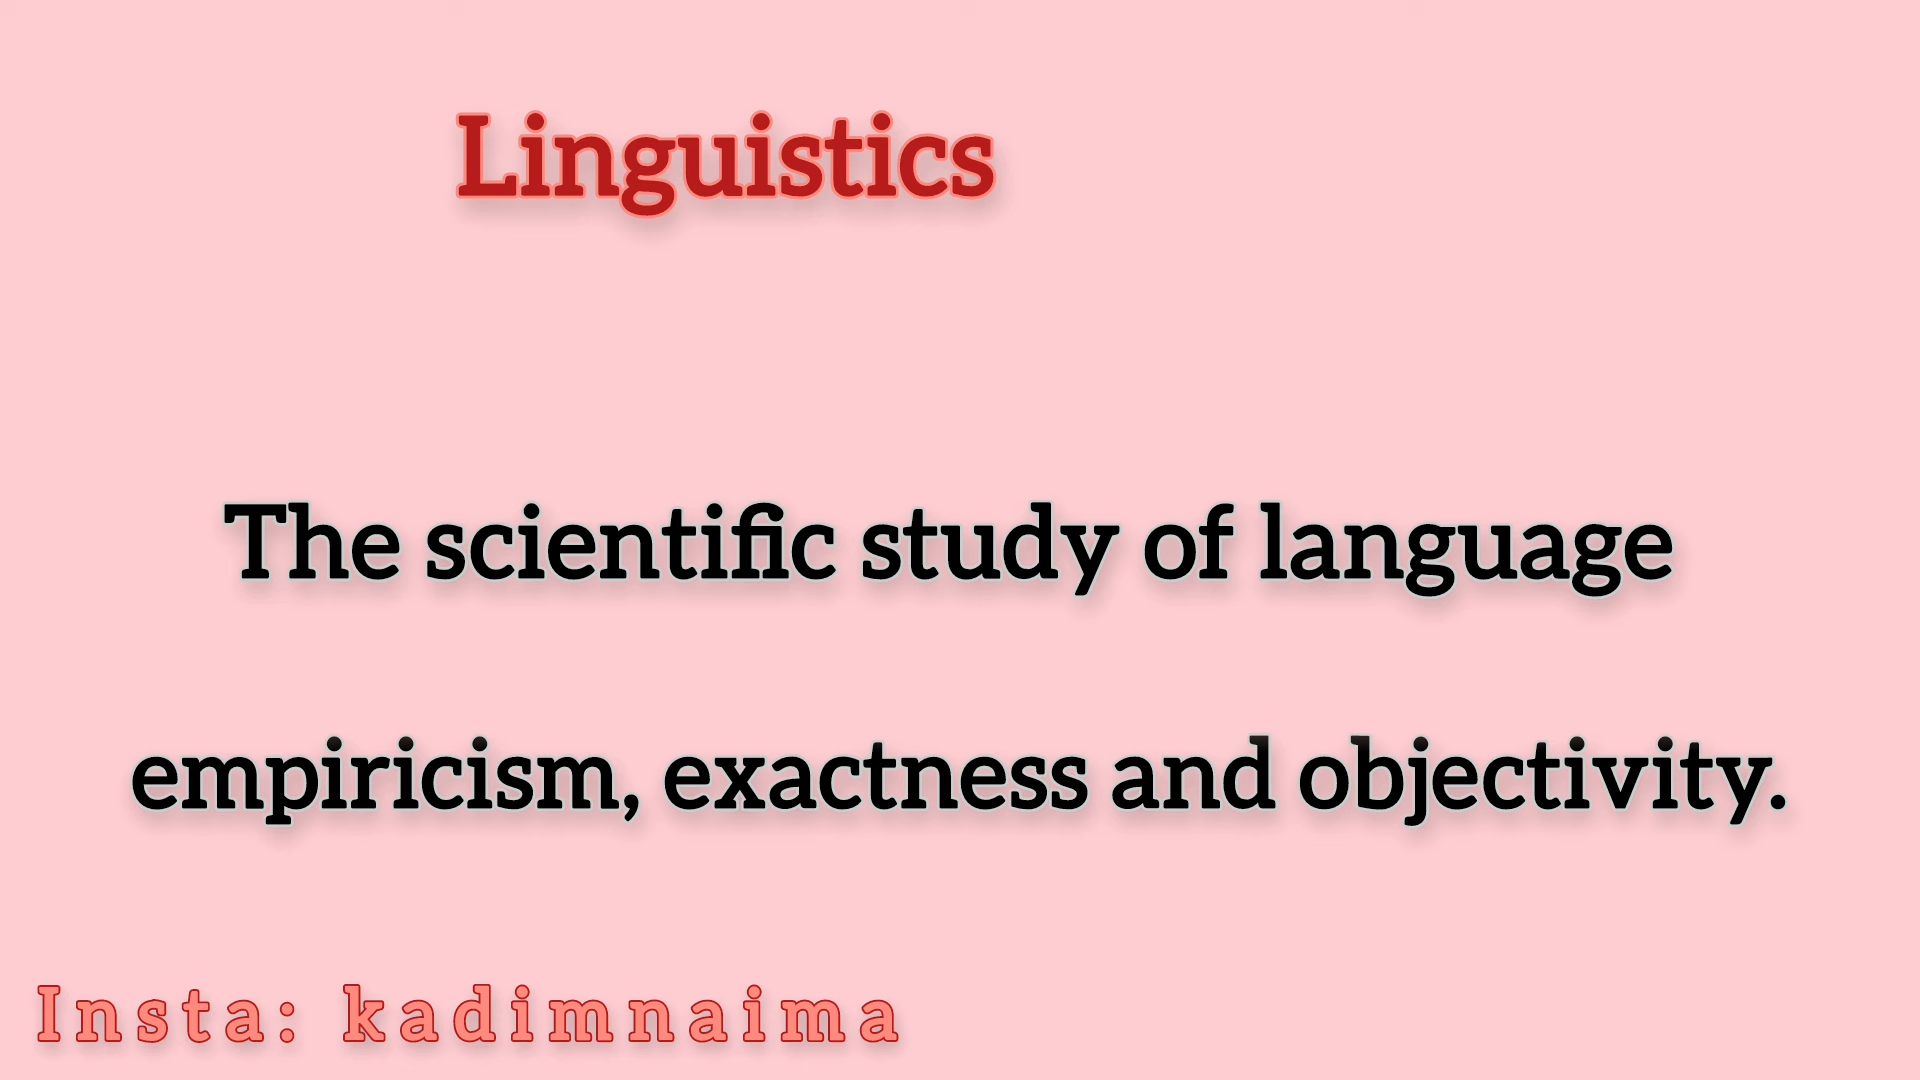 Linguistics
The scientific study of language
empiricism, exactness and objectivity.
Insta: kadimnaima